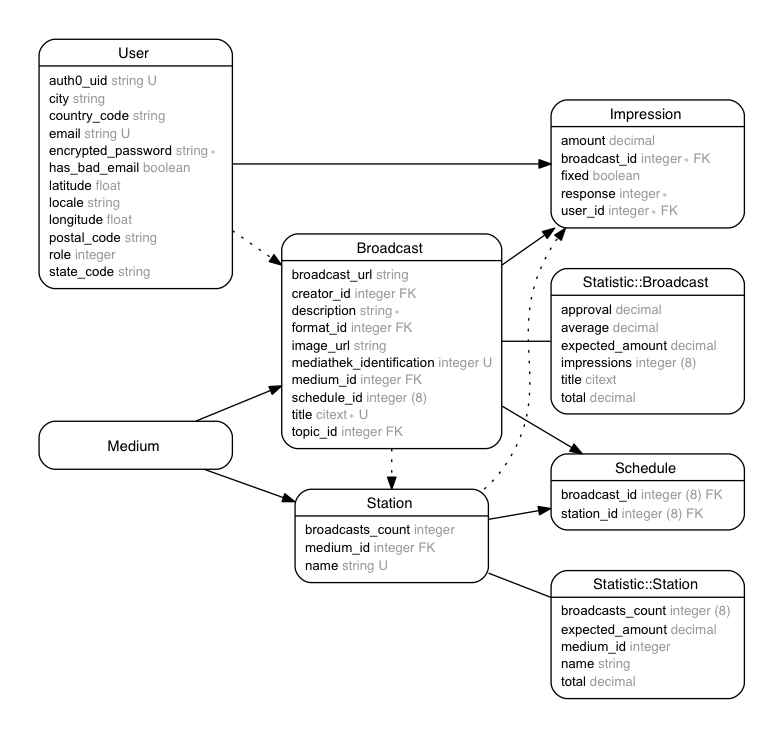 User
auth0_uid string U
city string
country_code string
email string U
encrypted_password string *
has_bad_email boolean
latitude float
locale string
longitude float
postal_code string
role integer
state_code string
Impression
amount decimal
broadcast_id integer * FK
fixed boolean
response integer *
user_id integer * FK
Broadcast
broadcast_url string
creator_id integer FK
description string *
format_id integer FK
image_url string
mediathek_identification integer U
medium_id integer FK
schedule_id integer (8)
title citext * U
topic_id integer FK
Statistic::Broadcast
approval decimal
average decimal
expected_amount decimal
impressions integer (8)
title citext
total decimal
Medium
Schedule
broadcast_id integer (8) FK
station_id integer (8) FK
Station
broadcasts_count integer
medium_id integer FK
name string U
Statistic::Station
broadcasts_count integer (8)
expected_amount decimal
medium_id integer
name string
total decimal